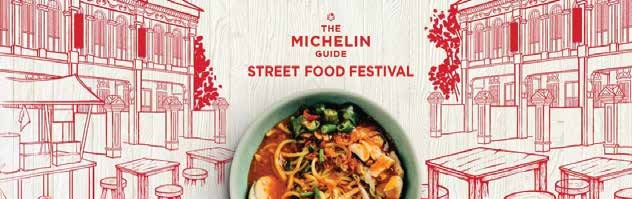 THE
MICHELIN
GUIDE
STREET FOOD FESTIVAL